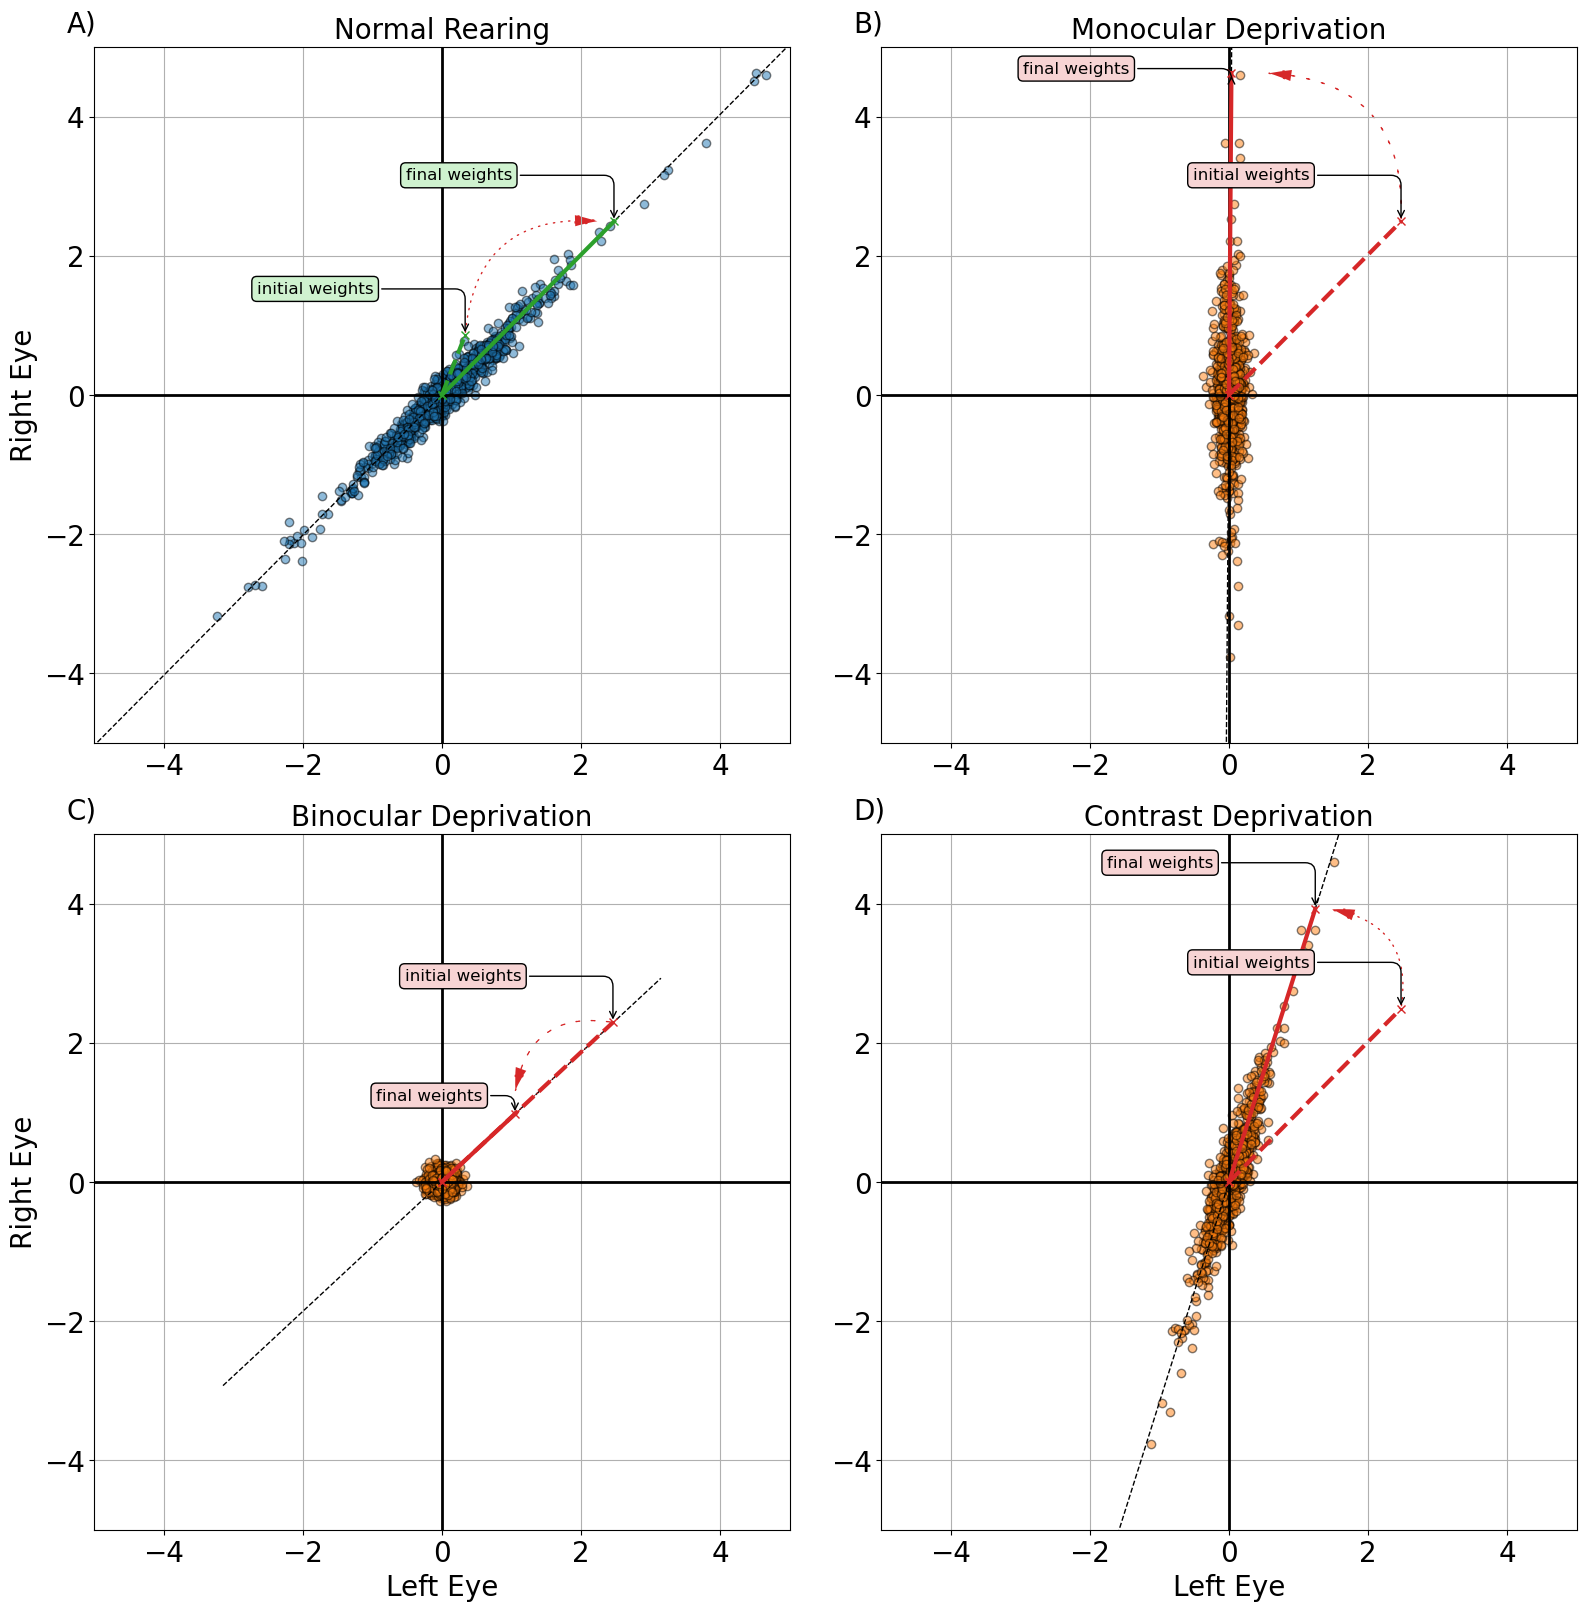 A)
Normal Rearing
final weights
initial weights
Right Eye
4
2
0
−2
−4
−4
−2
0
2
4
B)
Monocular Deprivation
final weights
initial weights
4
2
0
−2
−4
−4
−2
0
2
4
C)
Binocular Deprivation
initial weights
final weights
Right Eye
4
2
0
−2
−4
−4
−2
0
2
4
Left Eye
D)
Contrast Deprivation
final weights
initial weights
4
2
0
−2
−4
−4
−2
0
2
4
Left Eye